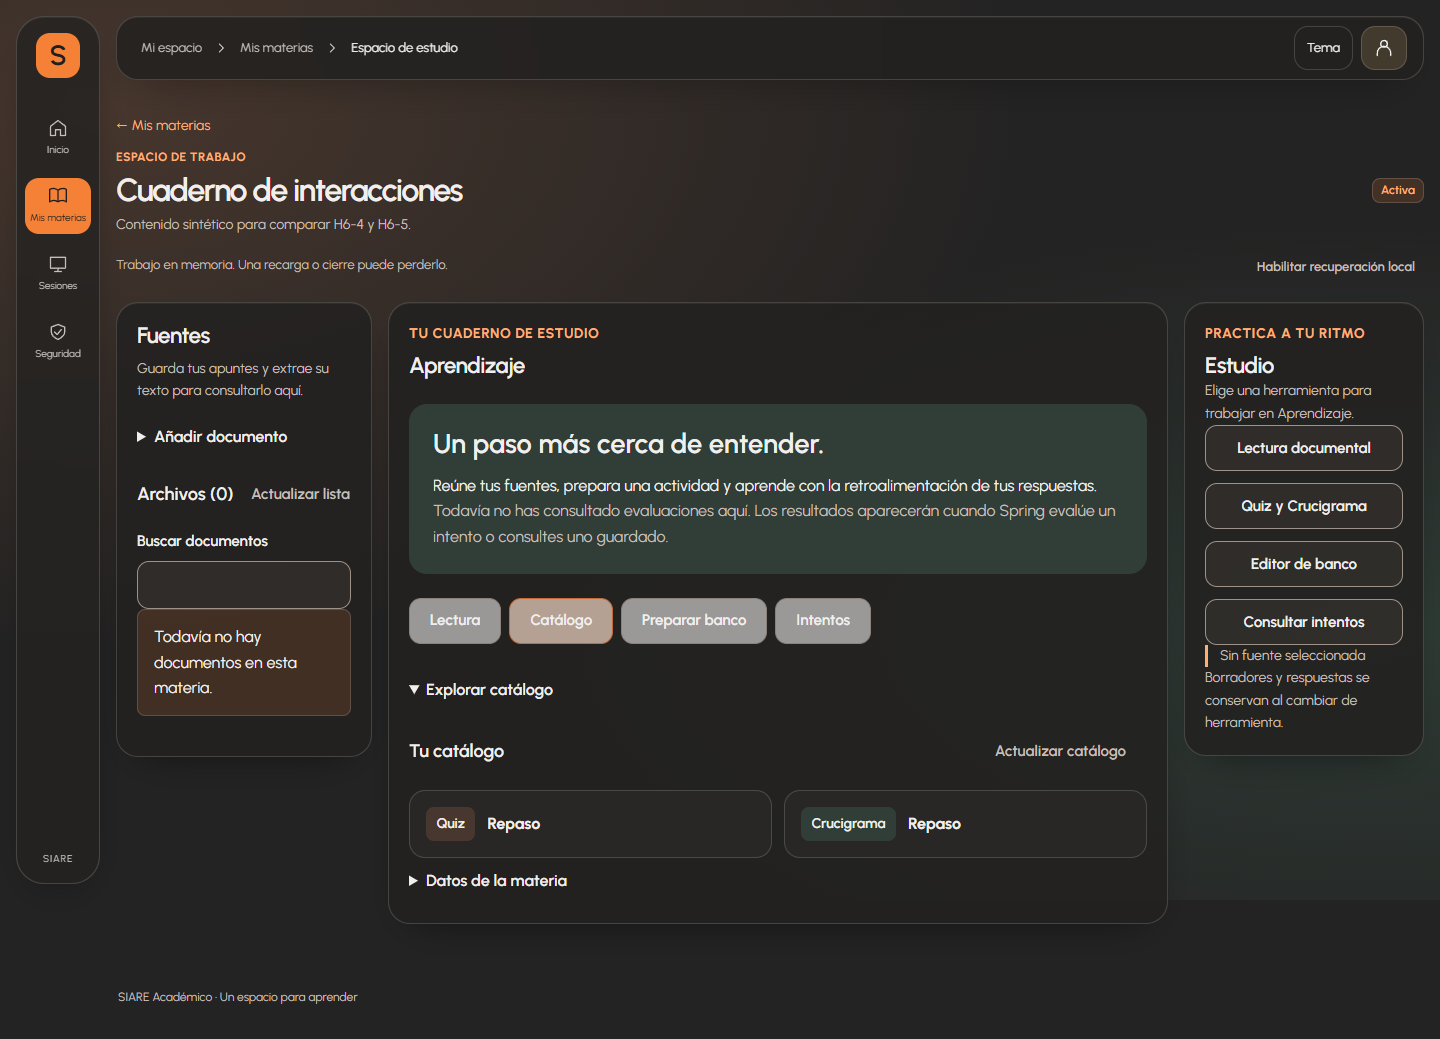 S
Inicio
Mis materias
Sesiones
Seguridad
SIARE
Mi espacio > Mis materias > Espacio de estudio
Tema
← Mis materias
ESPACIO DE TRABAJO
Cuaderno de interacciones
Activa
Contenido sintético para comparar H6-4 y H6-5.
Trabajo en memoria. Una recarga o cierre puede perderlo.
Habilitar recuperación local
Fuentes
Guarda tus apuntes y extrae su
texto para consultarlo aquí.
Añadir documento
Archivos (0) Actualizar lista
Buscar documentos
Todavía no hay
documentos en esta
materia.
TU CUADERNO DE ESTUDIO
Aprendizaje
Un paso más cerca de entender.
Reúne tus fuentes, prepara una actividad y aprende con la retroalimentación de tus respuestas.
Todavía no has consultado evaluaciones aquí. Los resultados aparecerán cuando Spring evalúe un
intento o consultes uno guardado.
Lectura Catálogo Preparar banco Intentos
Explorar catálogo
Tu catálogo Actualizar catálogo
Quiz Repaso Crucigrama Repaso
Datos de la materia
PRACTICA A TU RITMO
Estudio
Elige una herramienta para
trabajar en Aprendizaje.
Lectura documental
Quiz y Crucigrama
Editor de banco
Consultar intentos
Sin fuente seleccionada
Borradores y respuestas se
conservan al cambiar de
herramienta.
SIARE Académico · Un espacio para aprender